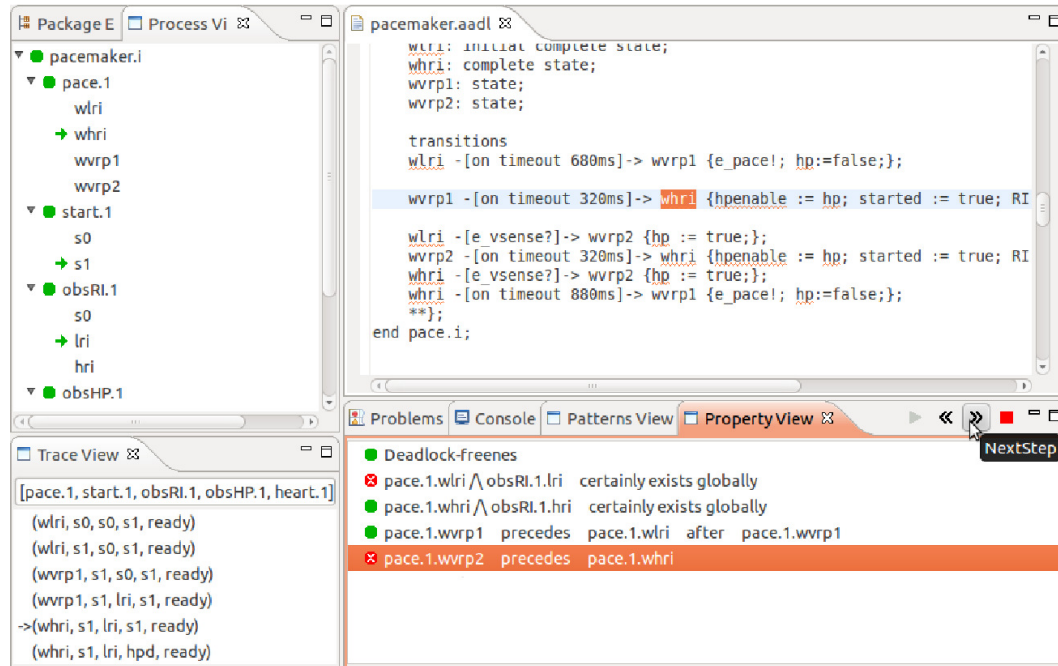 Package E
Process Vi
pacemaker.i
pace.1
wlri
whri
wvrp1
wvrp2
start.1
s0
s1
obsRI.1
s0
lri
hri
obsHP.1
Trace View
[pace.1, start.1, obsRI.1, obsHP.1, heart.1]
(wlri, s0, s0, s1, ready)
(wlri, s1, s0, s1, ready)
(wvrp1, s1, s0, s1, ready)
(wvrp1, s1, lri, s1, ready)
->(whri, s1, lri, s1, ready)
(whri, s1, lri, hpd, ready)
pacemaker.aadl
wlri: initial complete state;
whri: complete state;
wvrp1: state;
wvrp2: state;
transitions
wlri -[on timeout 680ms]-> wvrp1 {e_pace!; hp:=false;};
wvrp1 -[on timeout 320ms]-> whri {hpenable := hp; started := true; RI
wlri -[e_vsense?]-> wvrp2 {hp := true;};
wvrp2 -[on timeout 320ms]-> whri {hpenable := hp; started := true; RI
whri -[e_vsense?]-> wvrp2 {hp := true;};
whri -[on timeout 880ms]-> wvrp1 {e_pace!; hp:=false;};
**};
end pace.i;
Problems
Console
Patterns View
Property View
NextStep
Deadlock-freenes
pace.1.wlri /\ obsRI.1.lri certainly exists globally
pace.1.whri /\ obsRI.1.hri certainly exists globally
pace.1.wvrp1 precedes pace.1.wlri after pace.1.wvrp1
pace.1.wvrp2 precedes pace.1.whri